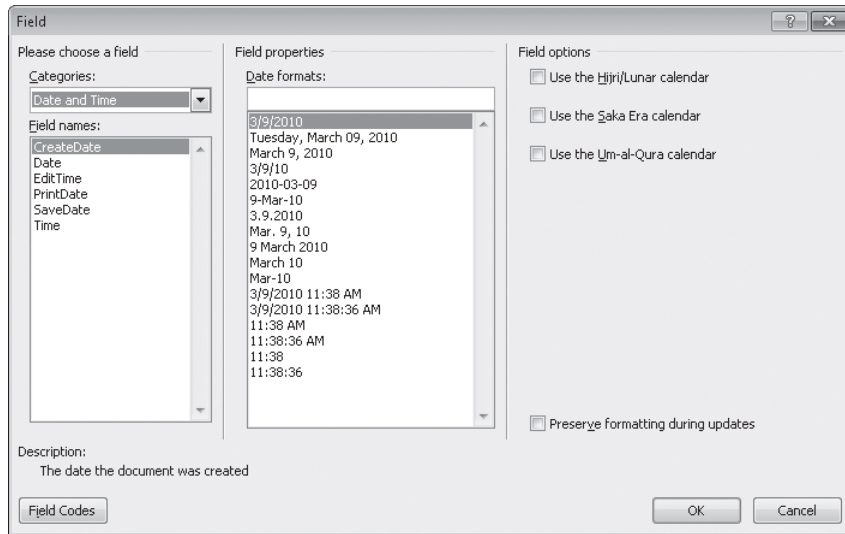 Field
Please choose a field
Categories:
Date and Time
Field names:
CreateDate
Date
EditTime
PrintDate
SaveDate
Time
Field properties
Date formats:
3/9/2010
Tuesday, March 09, 2010
March 9, 2010
3/9/10
2010-03-09
9-Mar-10
3.9.2010
Mar. 9, 10
9 March 2010
March 10
Mar-10
3/9/2010 11:38 AM
3/9/2010 11:38:36 AM
11:38 AM
11:38:36 AM
11:38
11:38:36
Field options
Use the Hijri/Lunar calendar
Use the Saka Era calendar
Use the Um-al-Qura calendar
Preserve formatting during updates
Description:
The date the document was created
Field Codes
OK
Cancel